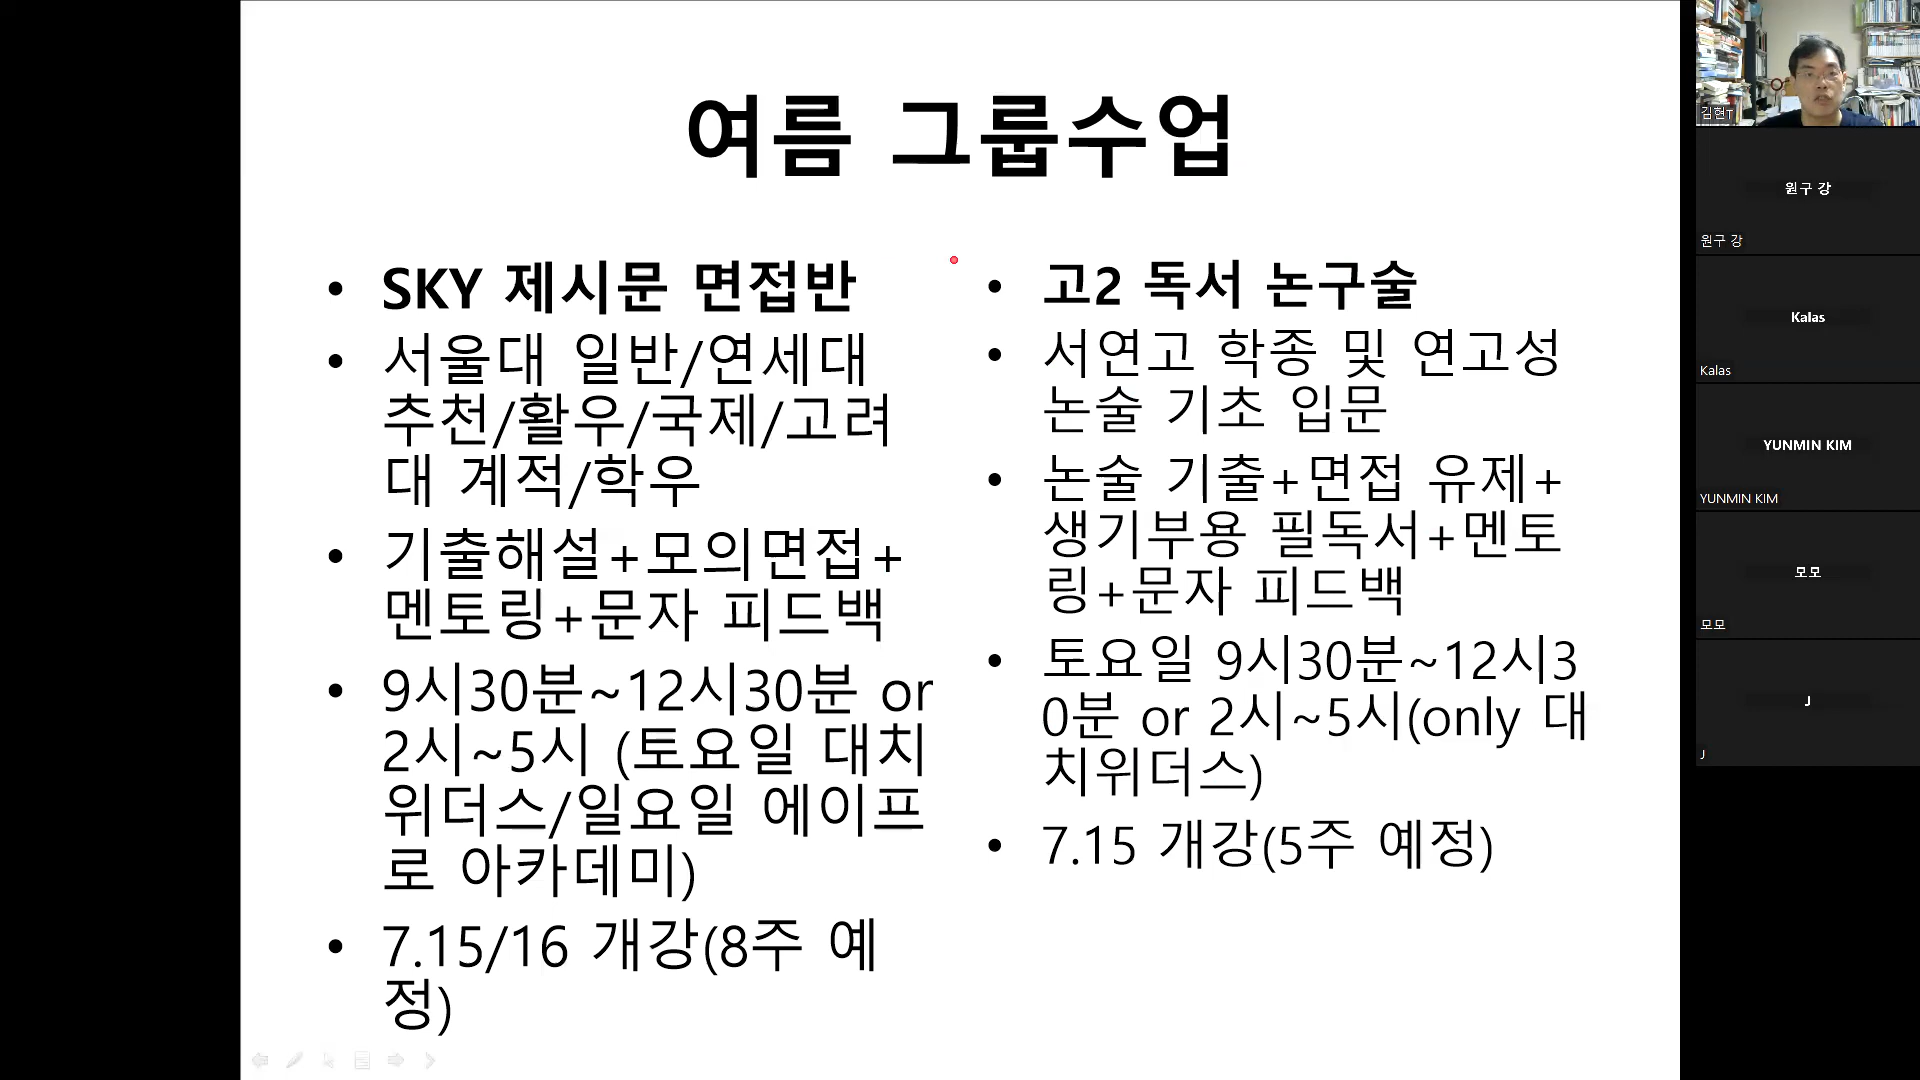 여름 그룹수업
• SKY 제시문 면접반
• 서울대 일반/연세대
추천/활우/국제/고려
대 계적/학우
• 기출해설+모의면접+
멘토링+문자 피드백
• 9시30분~12시30분 or
2시~5시 (토요일 대치
위더스/일요일 에이프
로 아카데미)
• 7.15/16 개강(8주 예
정)
• 고2 독서 논구술
• 서연고 학종 및 연고성
논술 기초 입문
• 논술 기출+면접 유제+
생기부용 필독서+멘토
링+문자 피드백
• 토요일 9시30분~12시3
0분 or 2시~5시(only 대
치위더스)
• 7.15 개강(5주 예정)
김현T
원구 강
원구 강
Kalas
Kalas
YUNMIN KIM
YUNMIN KIM
모모
모모
J
J